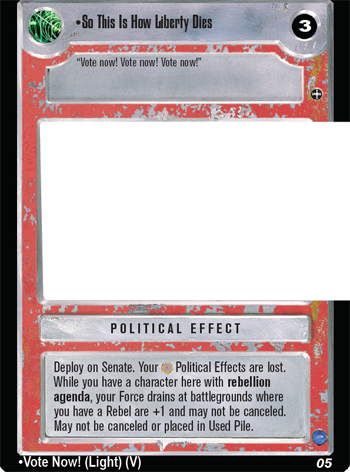 •So This Is How Liberty Dies
3
“Vote now! Vote now! Vote now!”
POLITICAL EFFECT
Deploy on Senate. Your Political Effects are lost.
While you have a character here with rebellion
agenda, your Force drains at battlegrounds where
you have a Rebel are +1 and may not be canceled.
May not be canceled or placed in Used Pile.
•Vote Now! (Light) (V)
05